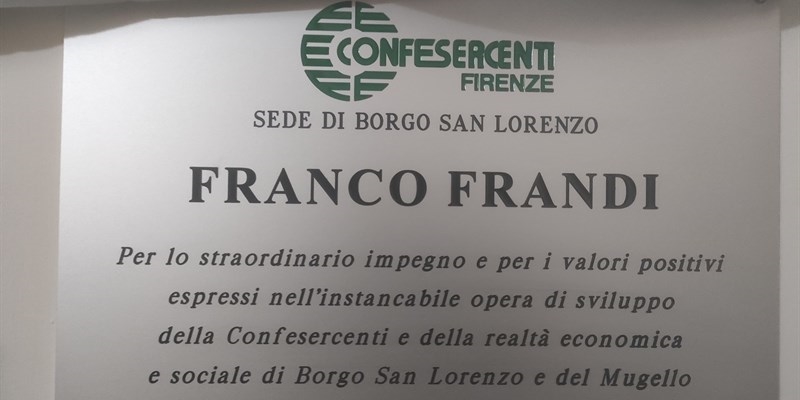 CONFESERCENTI
FIRENZE
SEDE DI BORGO SAN LORENZO
FRANCO FRANDI
Per lo straordinario impegno e per i valori positivi
espressi nell'instancabile opera di sviluppo
della Confesercenti e della realtà economica
e sociale di Borgo San Lorenzo e del Mugello